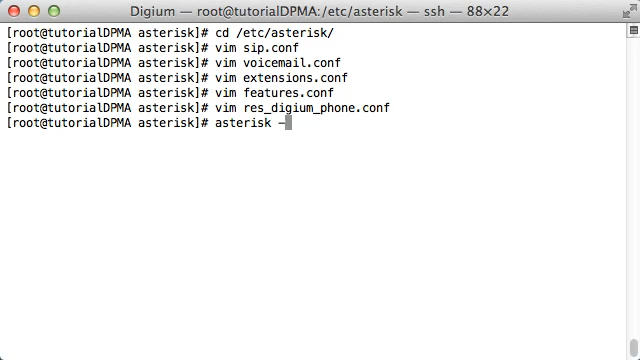 Digium — root@tutorialDPMA:/etc/asterisk — ssh — 88×22
[root@tutorialDPMA asterisk]# cd /etc/asterisk/
[root@tutorialDPMA asterisk]# vim sip.conf
[root@tutorialDPMA asterisk]# vim voicemail.conf
[root@tutorialDPMA asterisk]# vim extensions.conf
[root@tutorialDPMA asterisk]# vim features.conf
[root@tutorialDPMA asterisk]# vim res_digium_phone.conf
[root@tutorialDPMA asterisk]# asterisk -